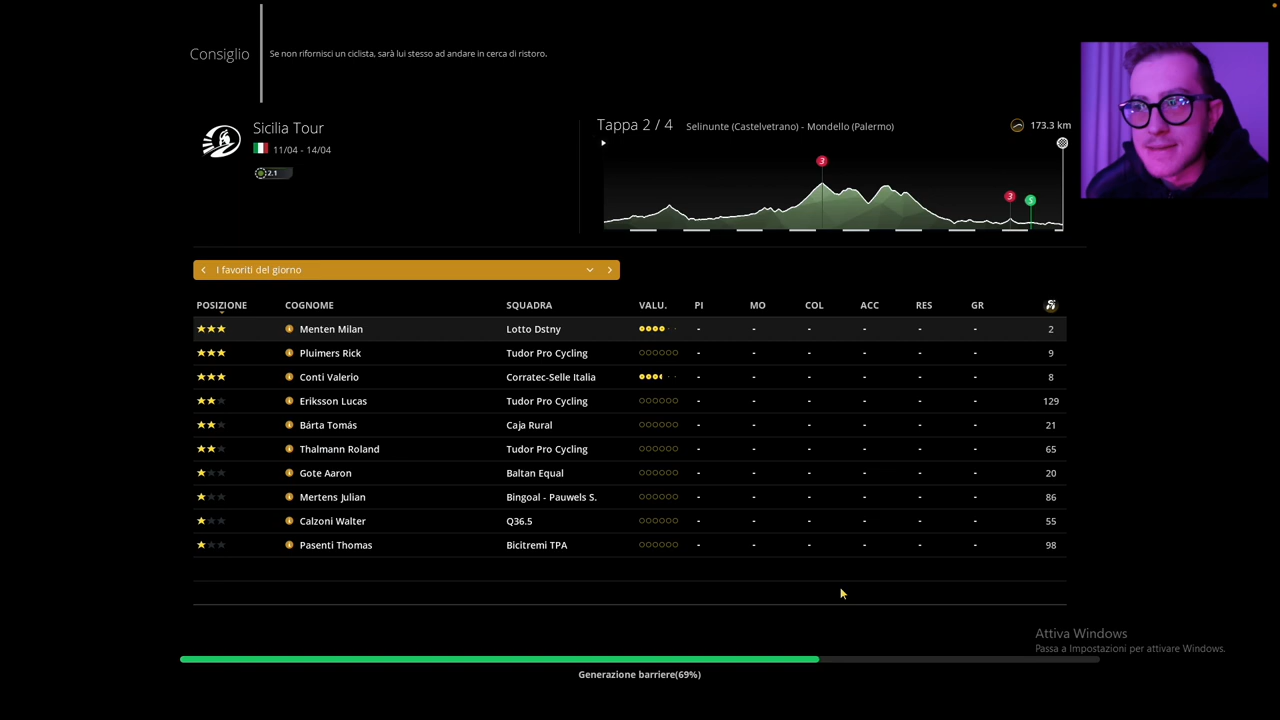 Consiglio
Se non rifornisci un ciclista, sarà lui stesso ad andare in cerca di ristoro.
Sicilia Tour
11/04 - 14/04
2.1
Tappa 2 / 4 Selinunte (Castelvetrano) - Mondello (Palermo) 173.3 km
3
3
S
I favoriti del giorno
POSIZIONE COGNOME SQUADRA VALU. PI MO COL ACC RES GR
Menten Milan Lotto Dstny - - - - - - 2
Pluimers Rick Tudor Pro Cycling - - - - - - 9
Conti Valerio Corratec-Selle Italia - - - - - - 8
Eriksson Lucas Tudor Pro Cycling - - - - - - 129
Bárta Tomás Caja Rural - - - - - - 21
Thalmann Roland Tudor Pro Cycling - - - - - - 65
Gote Aaron Baltan Equal - - - - - - 20
Mertens Julian Bingoal - Pauwels S. - - - - - - 86
Calzoni Walter Q36.5 - - - - - - 55
Pasenti Thomas Bicitremi TPA - - - - - - 98
Attiva Windows
Passa a Impostazioni per attivare Windows.
Generazione barriere(69%)